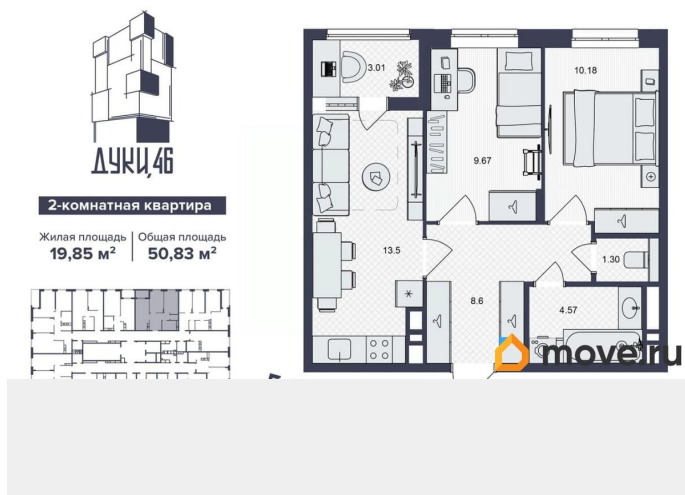 ДУКИ, 46
2-комнатная квартира
Жилая площадь
19,85 м²
Общая площадь
50,83 м²
3.01
9.67
10.18
13.5
1.30
8.6
4.57
move.ru